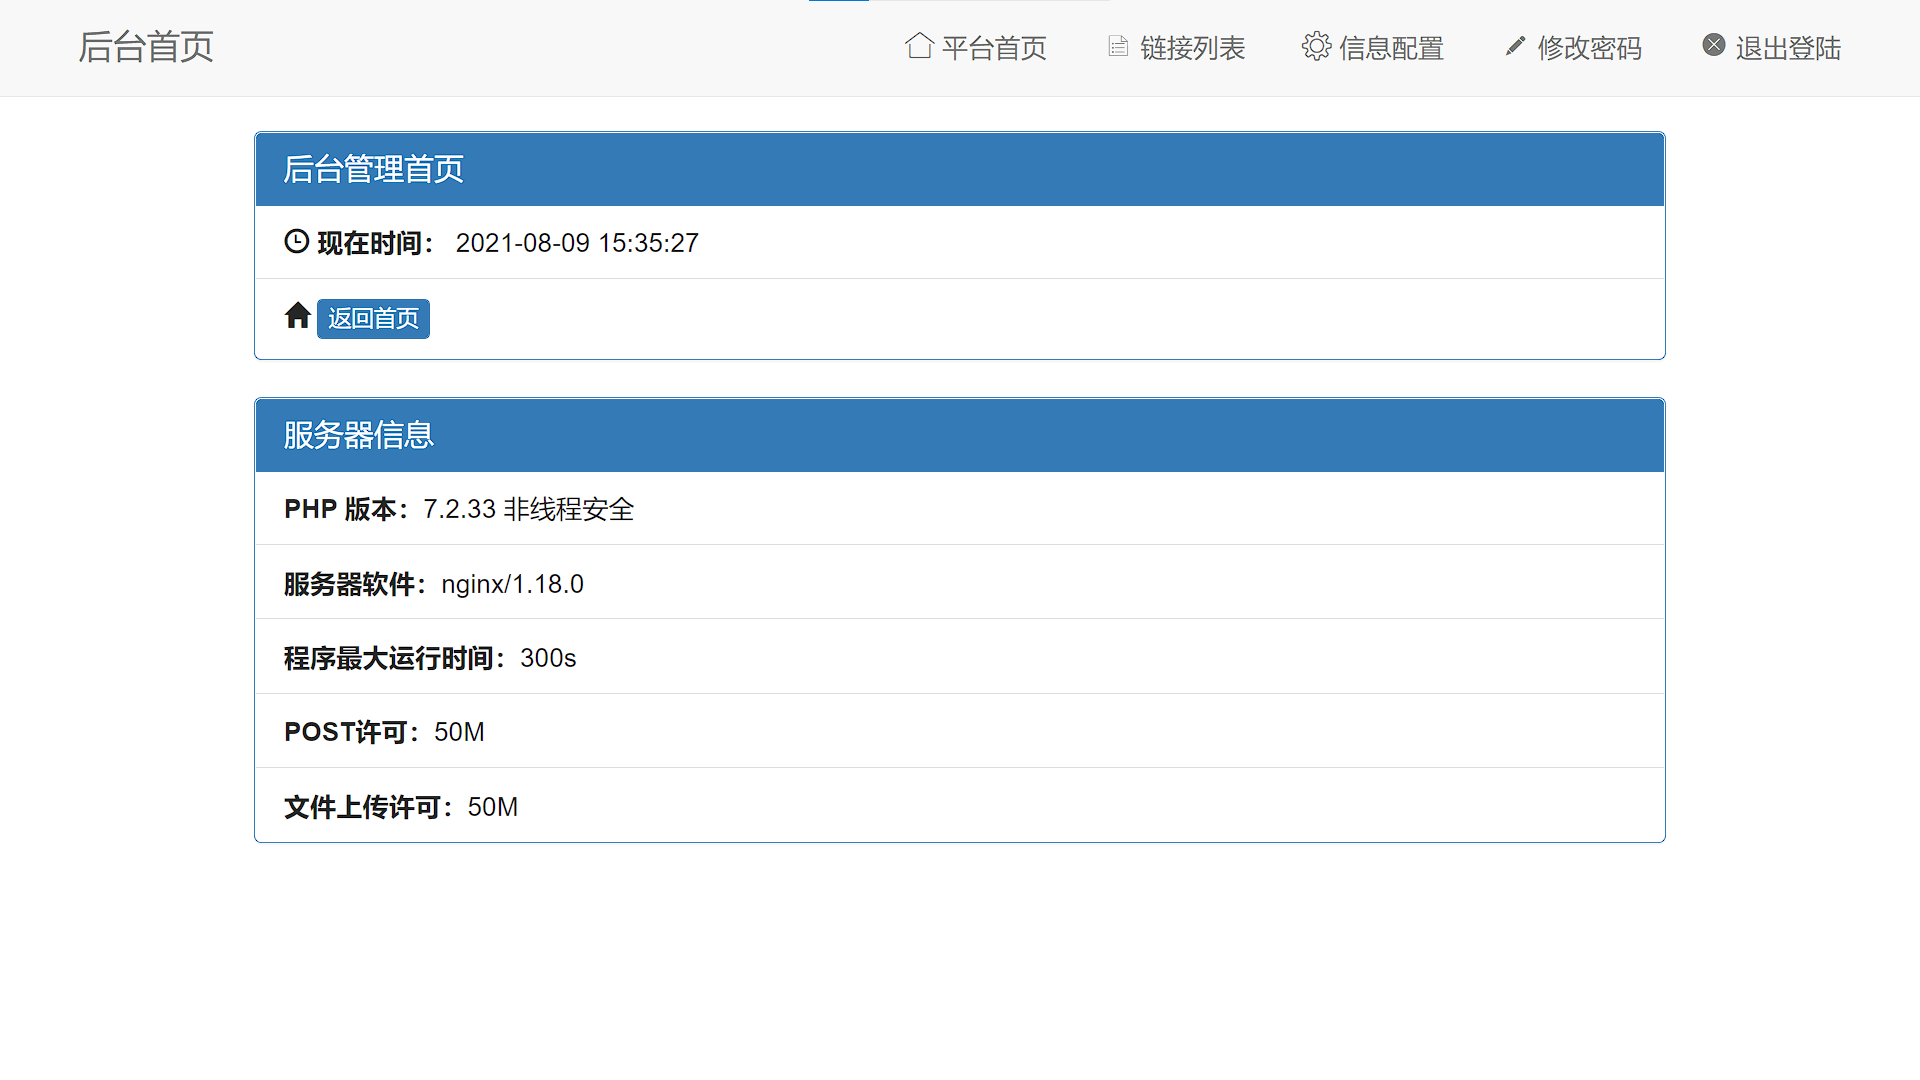 后台首页
平台首页
链接列表
信息配置
修改密码
退出登陆
后台管理首页
现在时间： 2021-08-09 15:35:27
返回首页
服务器信息
PHP 版本：7.2.33 非线程安全
服务器软件：nginx/1.18.0
程序最大运行时间：300s
POST许可：50M
文件上传许可：50M